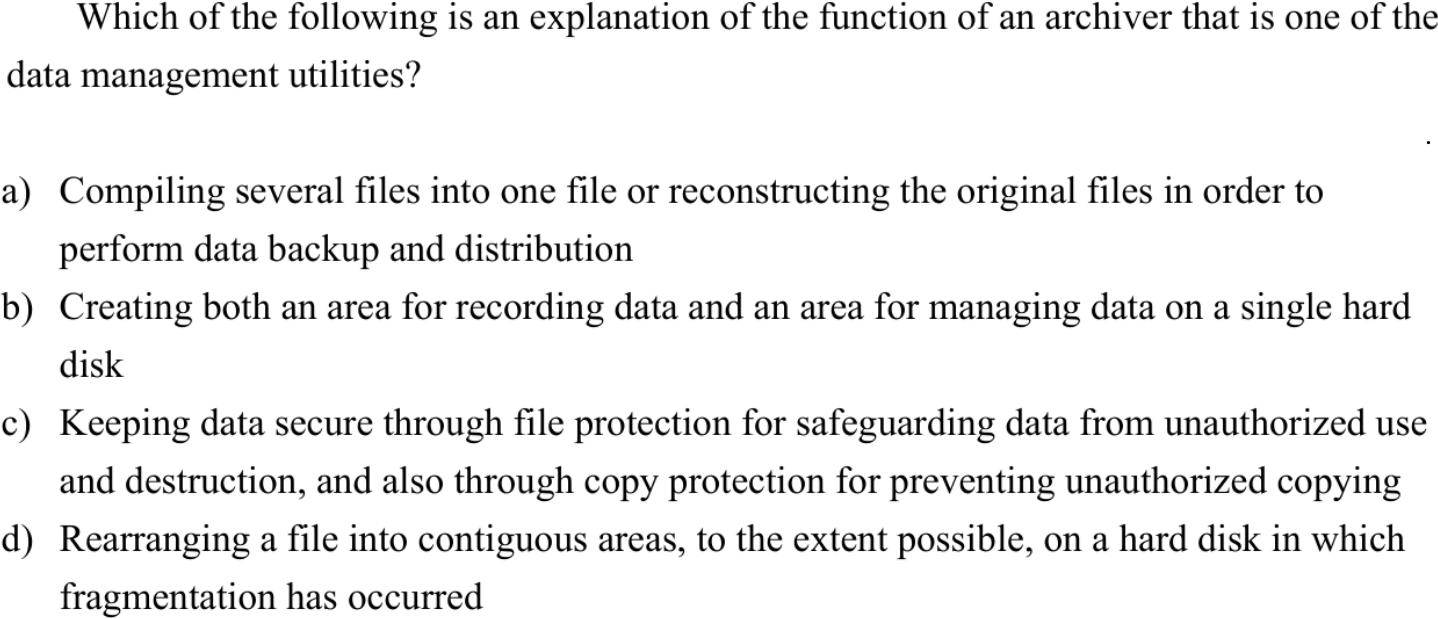 Which of the following is an explanation of the function of an archiver that is one of the
data management utilities?
a) Compiling several files into one file or reconstructing the original files in order to
perform data backup and distribution
b) Creating both an area for recording data and an area for managing data on a single hard
disk
c) Keeping data secure through file protection for safeguarding data from unauthorized use
and destruction, and also through copy protection for preventing unauthorized copying
d) Rearranging a file into contiguous areas, to the extent possible, on a hard disk in which
fragmentation has occurred